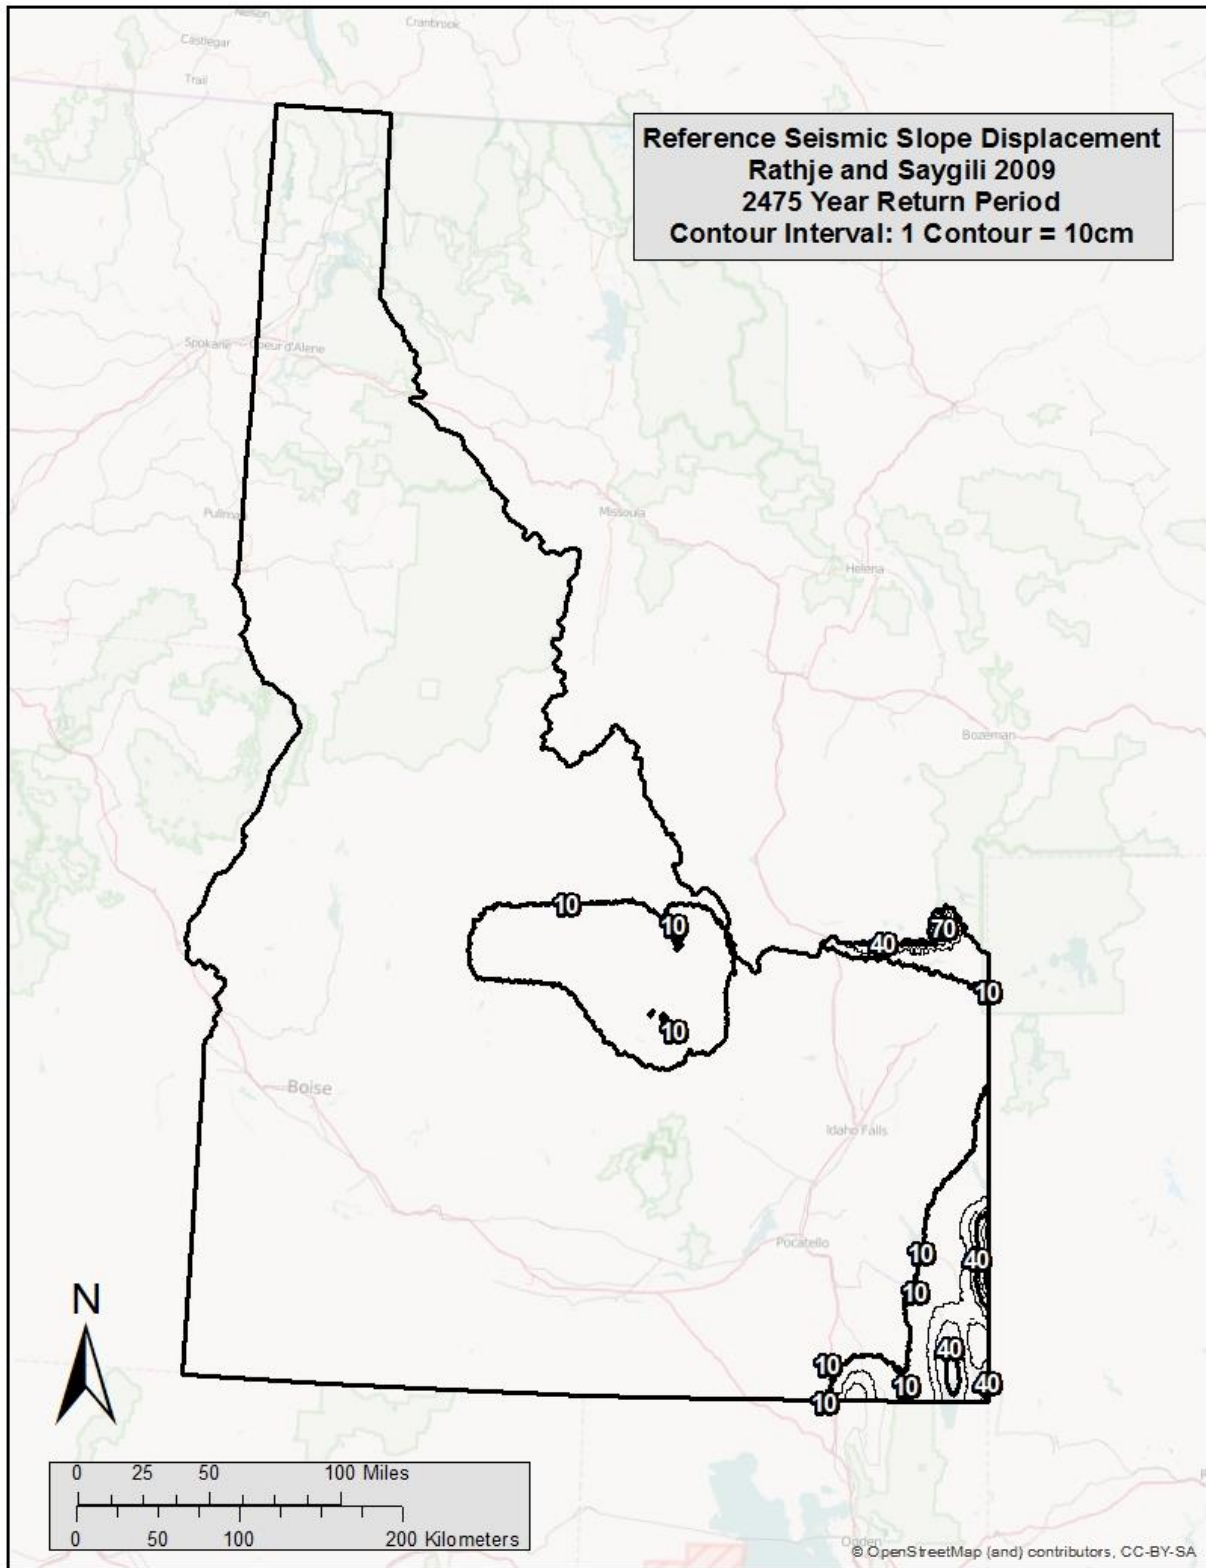 Nelson
Cranbrook
Castlegar
Trail
Reference Seismic Slope Displacement
Rathje and Saygili 2009
2475 Year Return Period
Contour Interval: 1 Contour = 10cm
Spokane
Coeur d'Alene
Pullman
Missoula
Helena
Bozeman
10
10
70
40
10
10
Boise
Idaho Falls
Pocatello
10
40
10
N
40
10
10
40
10
0 25 50 100 Miles
0 50 100 200 Kilometers
Ogden
© OpenStreetMap (and) contributors, CC-BY-SA